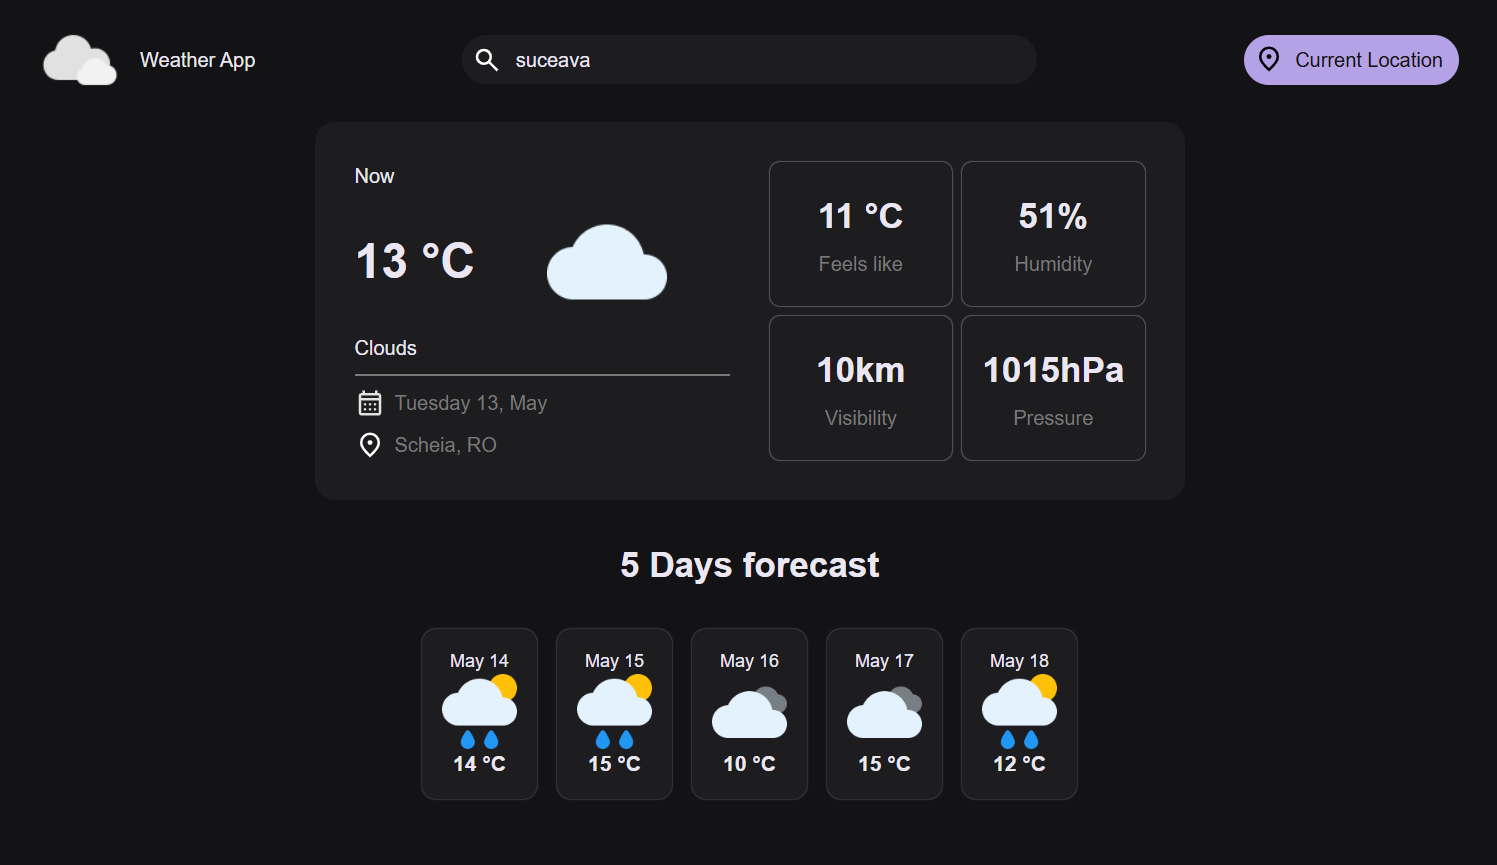 Weather App
suceava
Current Location
Now
13 °C
Clouds
Tuesday 13, May
Scheia, RO
11 °C
Feels like
51%
Humidity
10km
Visibility
1015hPa
Pressure
5 Days forecast
May 14
14 °C
May 15
15 °C
May 16
10 °C
May 17
15 °C
May 18
12 °C